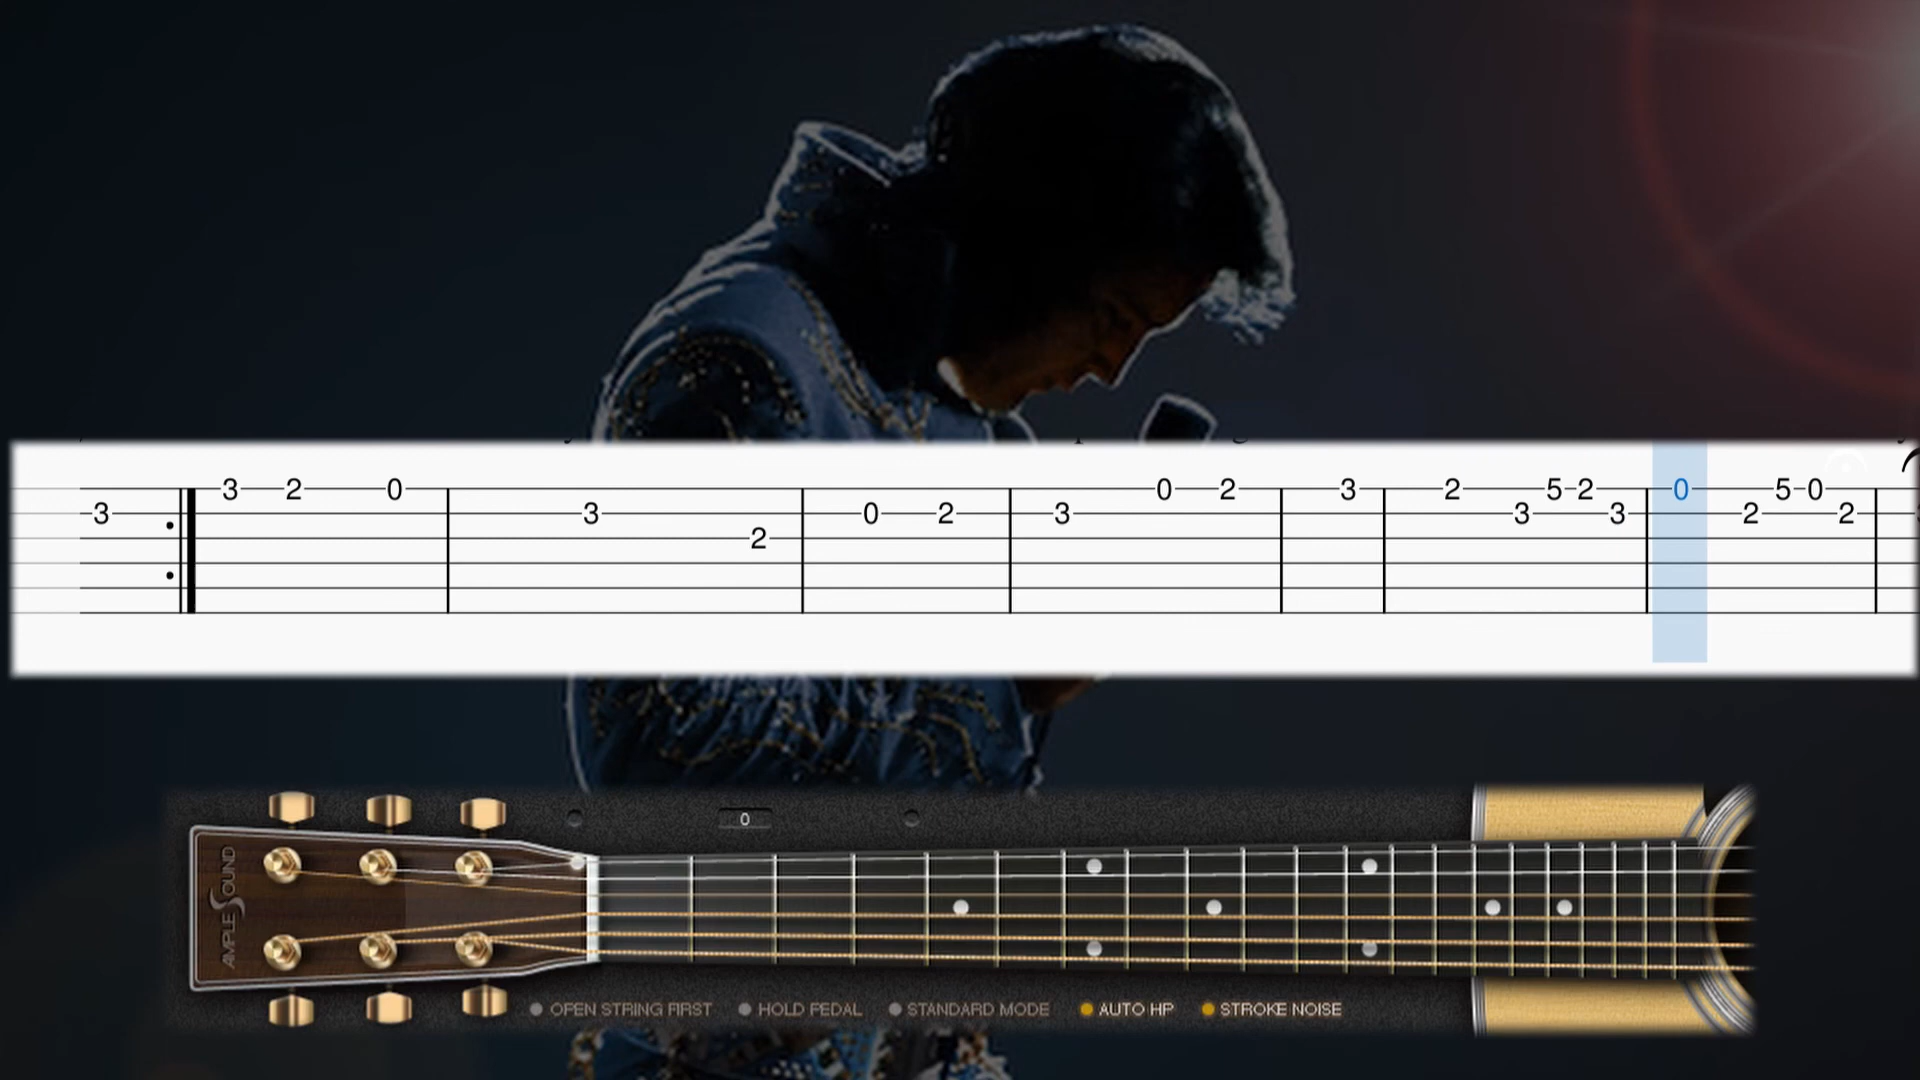 3 2 0 0 2 3 2 5 2 0 5 0
3 3 0 2 3 3 3 2 2
2
0
AMPLE SOUND
OPEN STRING FIRST HOLD PEDAL STANDARD MODE AUTO HP STROKE NOISE